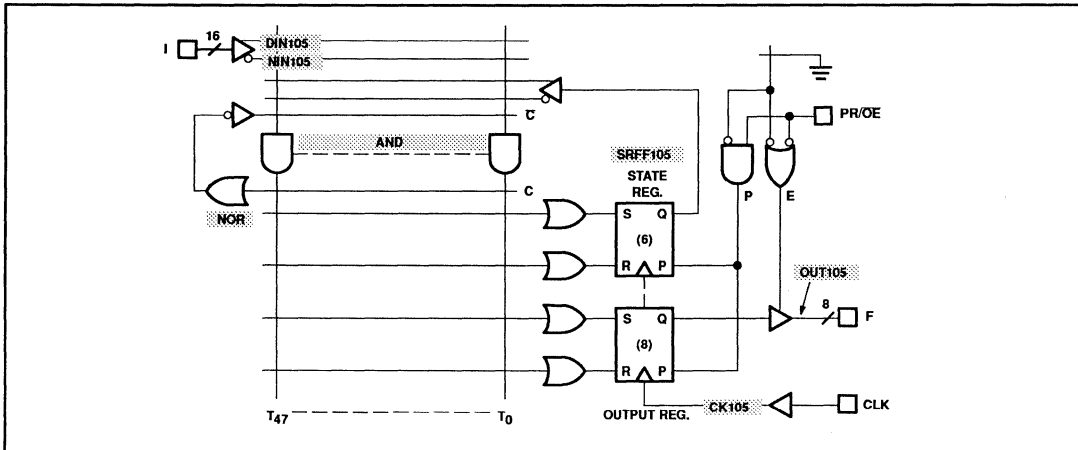 I
16
DIN105
NIN105
C̅
PR/O̅E̅
AND
SRFF105
STATE
REG.
P
E
C
NOR
S Q
(6)
R P
OUT105
8
F
S Q
(8)
R P
T47
T0
OUTPUT REG.
CK105
CLK